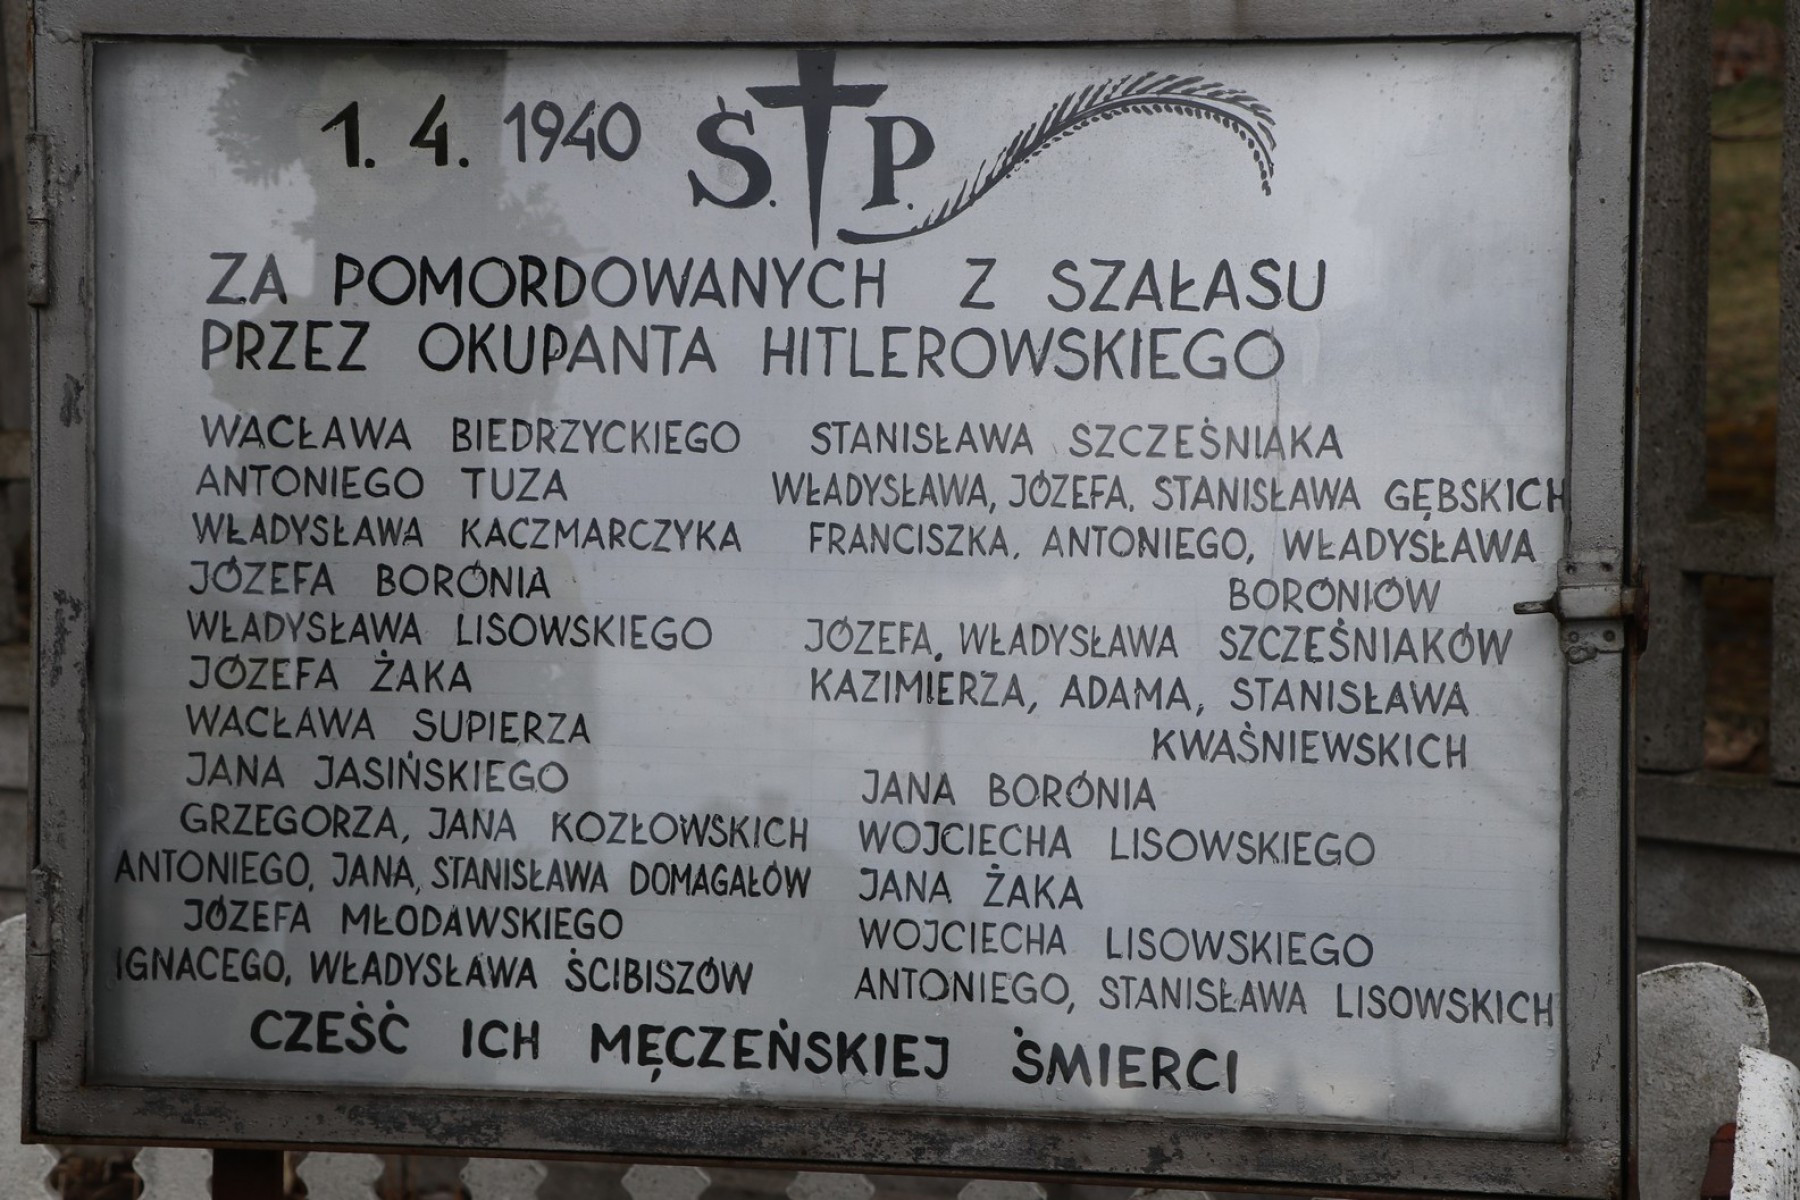 1. 4. 1940 Ś. P.
ZA POMORDOWANYCH Z SZAŁASU
PRZEZ OKUPANTA HITLEROWSKIEGO
WACŁAWA BIEDRZYCKIEGO
ANTONIEGO TUZA
WŁADYSŁAWA KACZMARCZYKA
JÓZEFA BORÓNIA
WŁADYSŁAWA LISOWSKIEGO
JÓZEFA ŻAKA
WACŁAWA SUPIERZA
JANA JASIŃSKIEGO
GRZEGORZA, JANA KOZŁOWSKICH
ANTONIEGO, JANA, STANISŁAWA DOMAGAŁÓW
JÓZEFA MŁODAWSKIEGO
IGNACEGO, WŁADYSŁAWA ŚCIBISZÓW
STANISŁAWA SZCZEŚNIAKA
WŁADYSŁAWA, JÓZEFA, STANISŁAWA GĘBSKICH
FRANCISZKA, ANTONIEGO, WŁADYSŁAWA
BORONIÓW
JÓZEFA, WŁADYSŁAWA SZCZEŚNIAKÓW
KAZIMIERZA, ADAMA, STANISŁAWA
KWAŚNIEWSKICH
JANA BORÓNIA
WOJCIECHA LISOWSKIEGO
JANA ŻAKA
WOJCIECHA LISOWSKIEGO
ANTONIEGO, STANISŁAWA LISOWSKICH
CZEŚĆ ICH MĘCZEŃSKIEJ ŚMIERCI